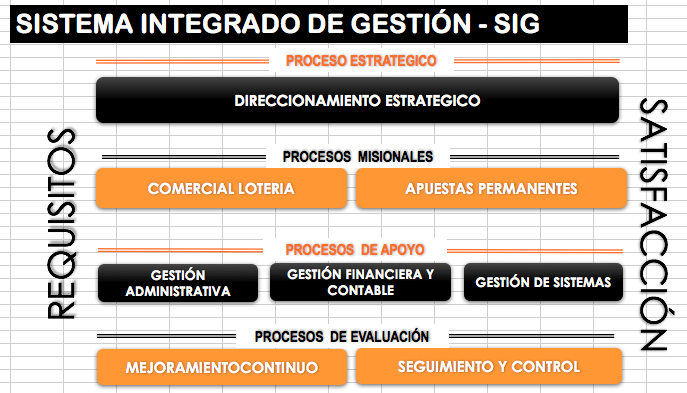 SISTEMA INTEGRADO DE GESTIÓN - SIG
PROCESO ESTRATEGICO
DIRECCIONAMIENTO ESTRATEGICO
REQUISITOS
SATISFACCIÓN
PROCESOS MISIONALES
COMERCIAL LOTERIA
APUESTAS PERMANENTES
PROCESOS DE APOYO
GESTIÓN
ADMINISTRATIVA
GESTIÓN FINANCIERA Y
CONTABLE
GESTIÓN DE SISTEMAS
PROCESOS DE EVALUACIÓN
MEJORAMIENTOCONTINUO
SEGUIMIENTO Y CONTROL